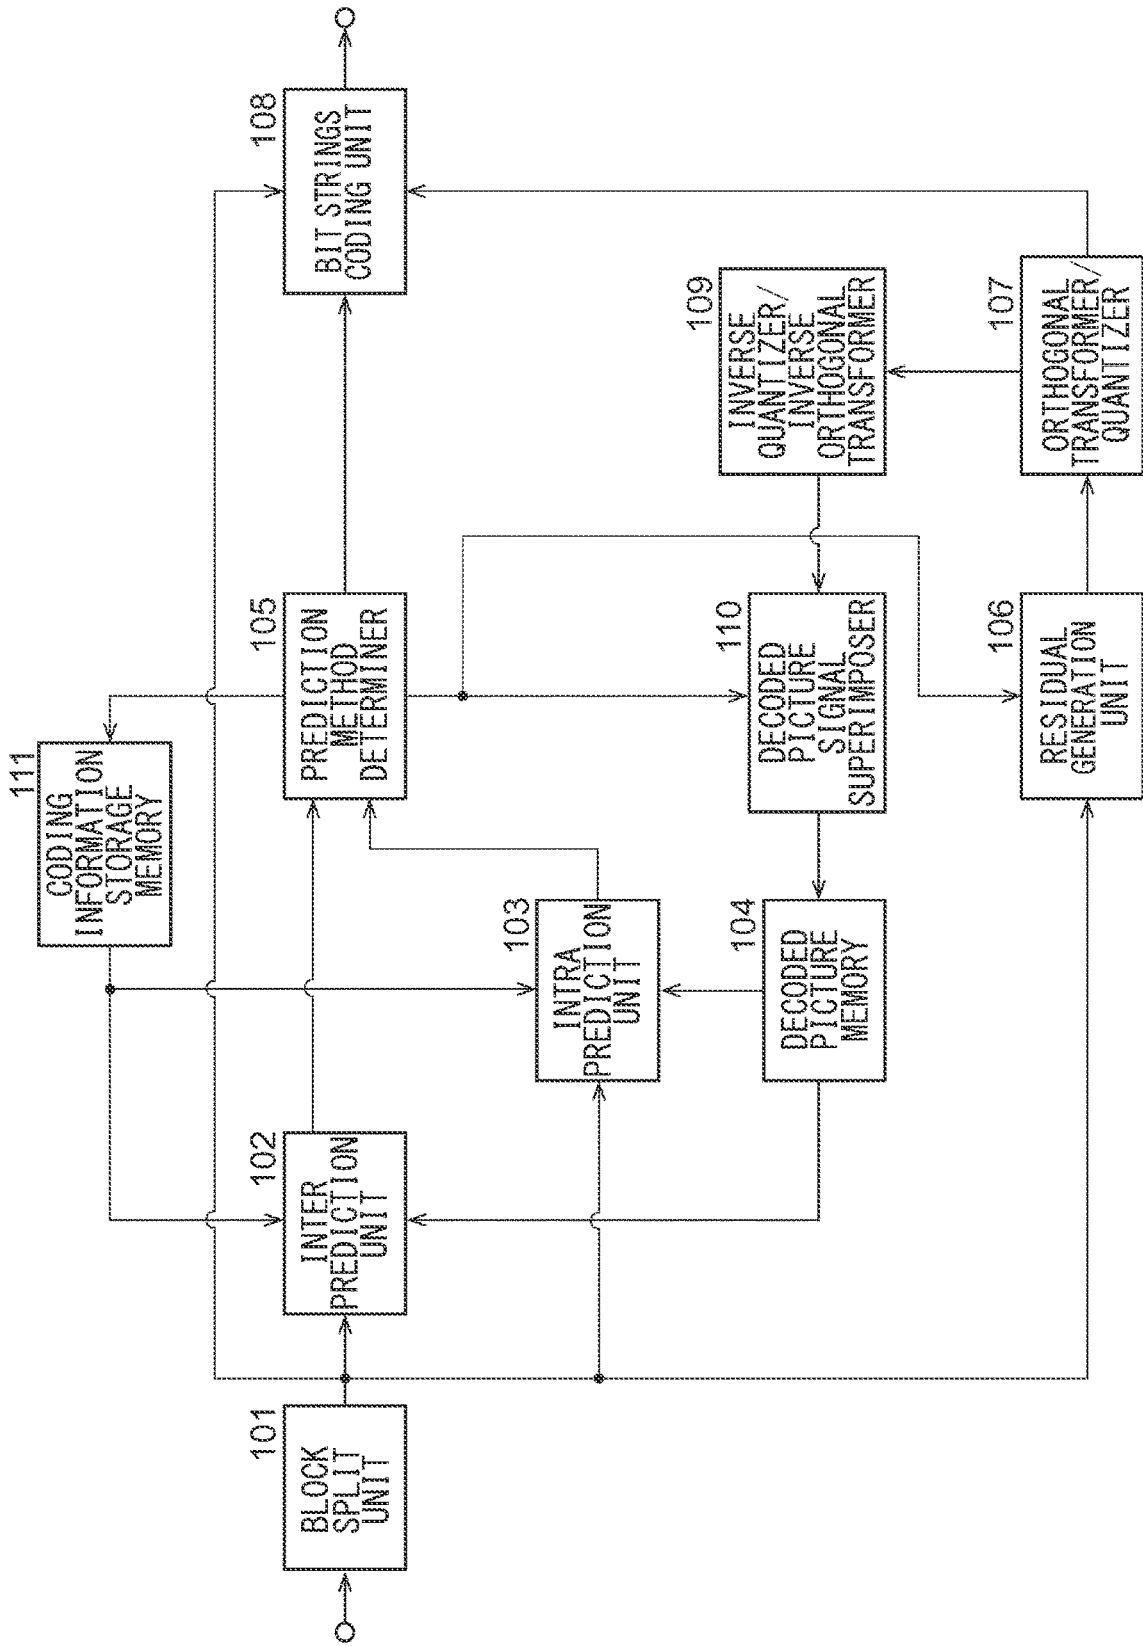 111
CODING
INFORMATION
STORAGE
MEMORY
101
BLOCK
SPLIT
UNIT
102
INTER
PREDICTION
UNIT
105
PREDICTION
METHOD
DETERMINER
108
BIT STRINGS
CODING UNIT
103
INTRA
PREDICTION
UNIT
104
DECODED
PICTURE
MEMORY
110
DECODED
PICTURE
SIGNAL
SUPERIMPOSER
109
INVERSE
QUANTIZER/
INVERSE
ORTHOGONAL
TRANSFORMER
106
RESIDUAL
GENERATION
UNIT
107
ORTHOGONAL
TRANSFORMER/
QUANTIZER